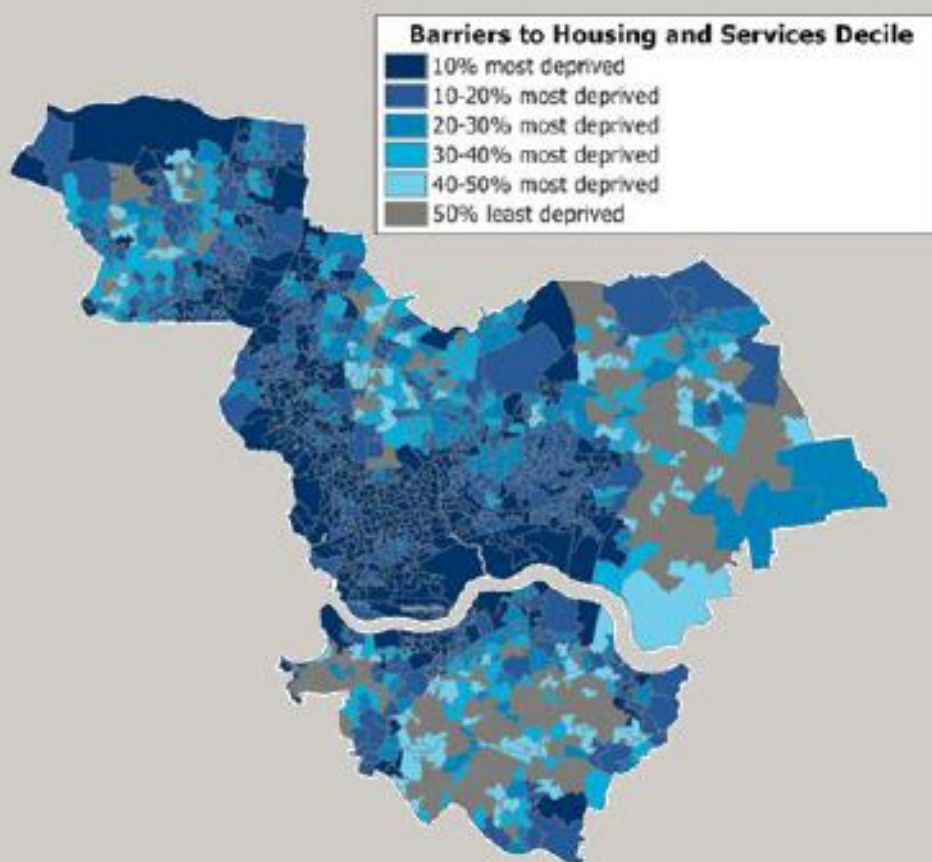 Barriers to Housing and Services Decile
10% most deprived
10-20% most deprived
20-30% most deprived
30-40% most deprived
40-50% most deprived
50% least deprived